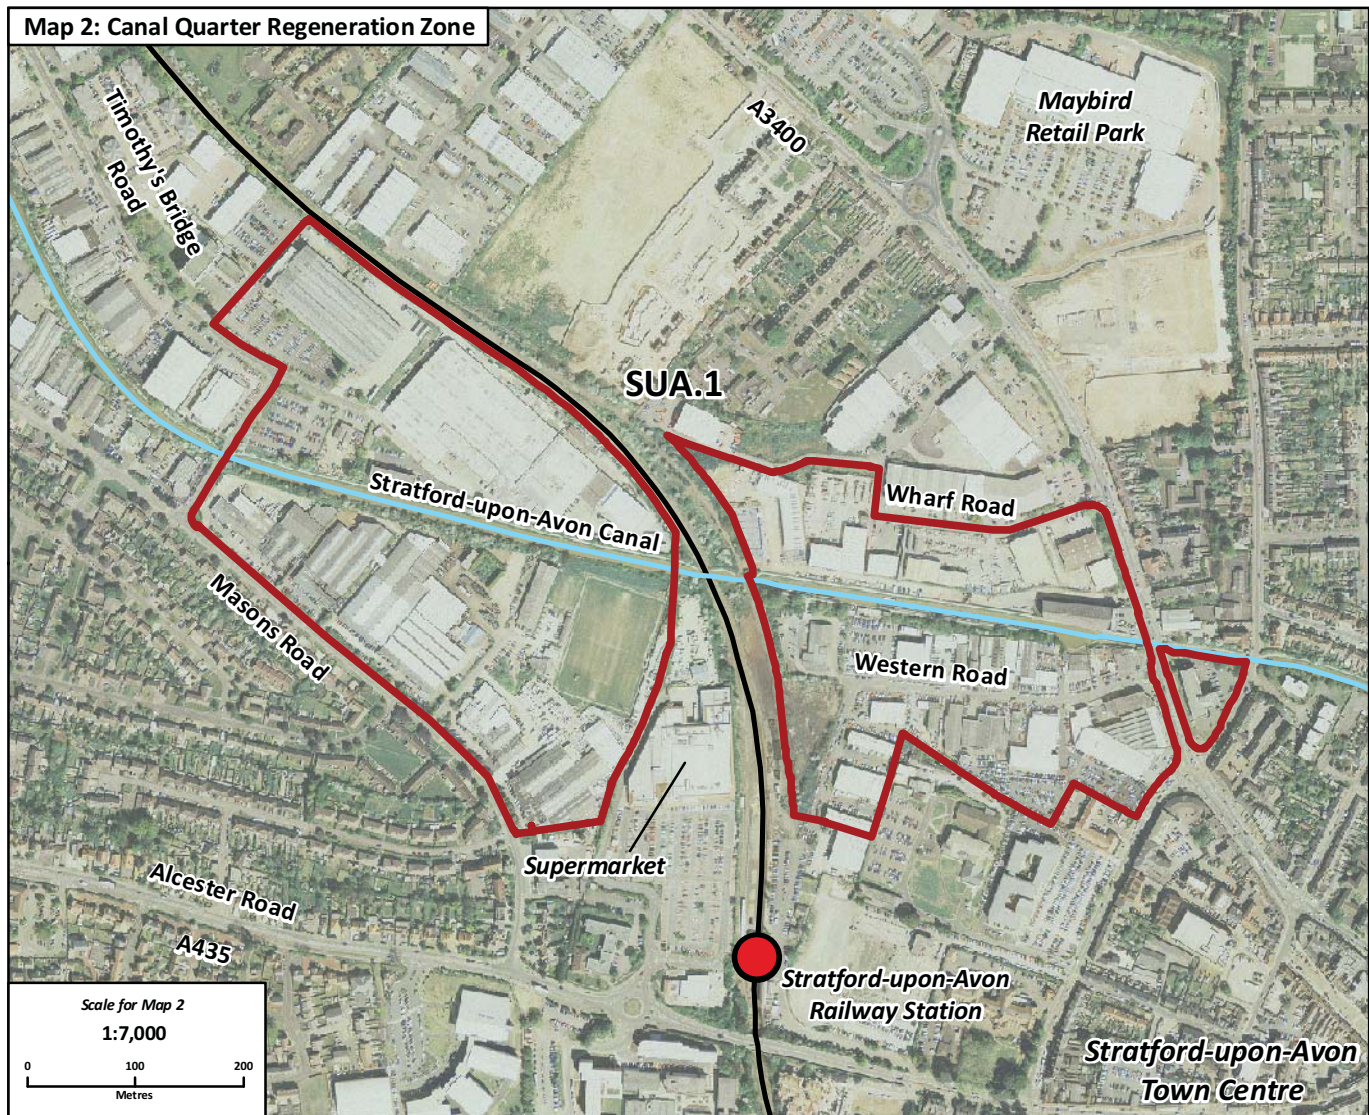 Map 2: Canal Quarter Regeneration Zone
Timothy's Bridge
Road
A3400
Maybird
Retail Park
SUA.1
Stratford-upon-Avon Canal
Wharf Road
Masons Road
Western Road
Supermarket
Alcester Road
A435
Stratford-upon-Avon
Railway Station
Scale for Map 2
1:7,000
0 100 200
Metres
Stratford-upon-Avon
Town Centre